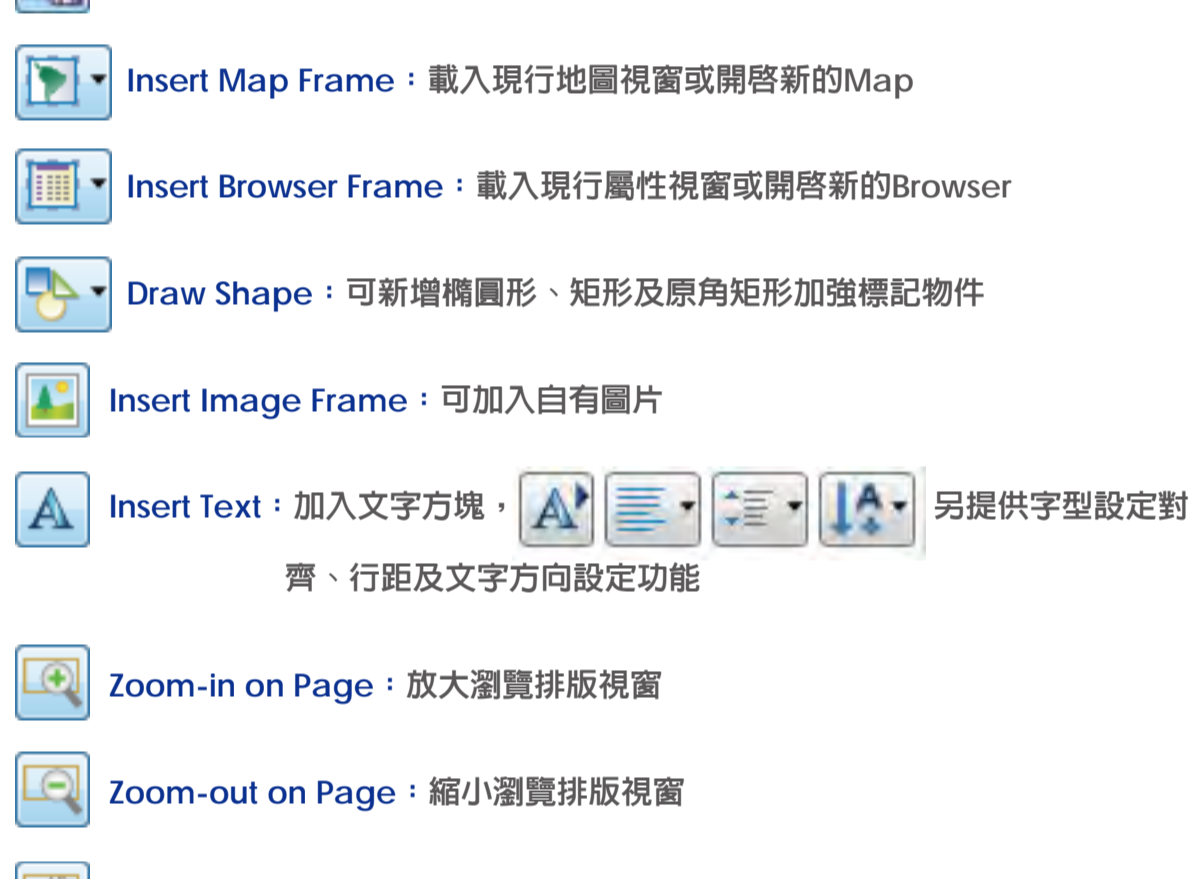 Insert Map Frame：載入現行地圖視窗或開啓新的Map
Insert Browser Frame：載入現行屬性視窗或開啓新的Browser
Draw Shape：可新增橢圓形、矩形及原角矩形加強標記物件
Insert Image Frame：可加入自有圖片
Insert Text：加入文字方塊，另提供字型設定對
齊、行距及文字方向設定功能
Zoom-in on Page：放大瀏覽排版視窗
Zoom-out on Page：縮小瀏覽排版視窗